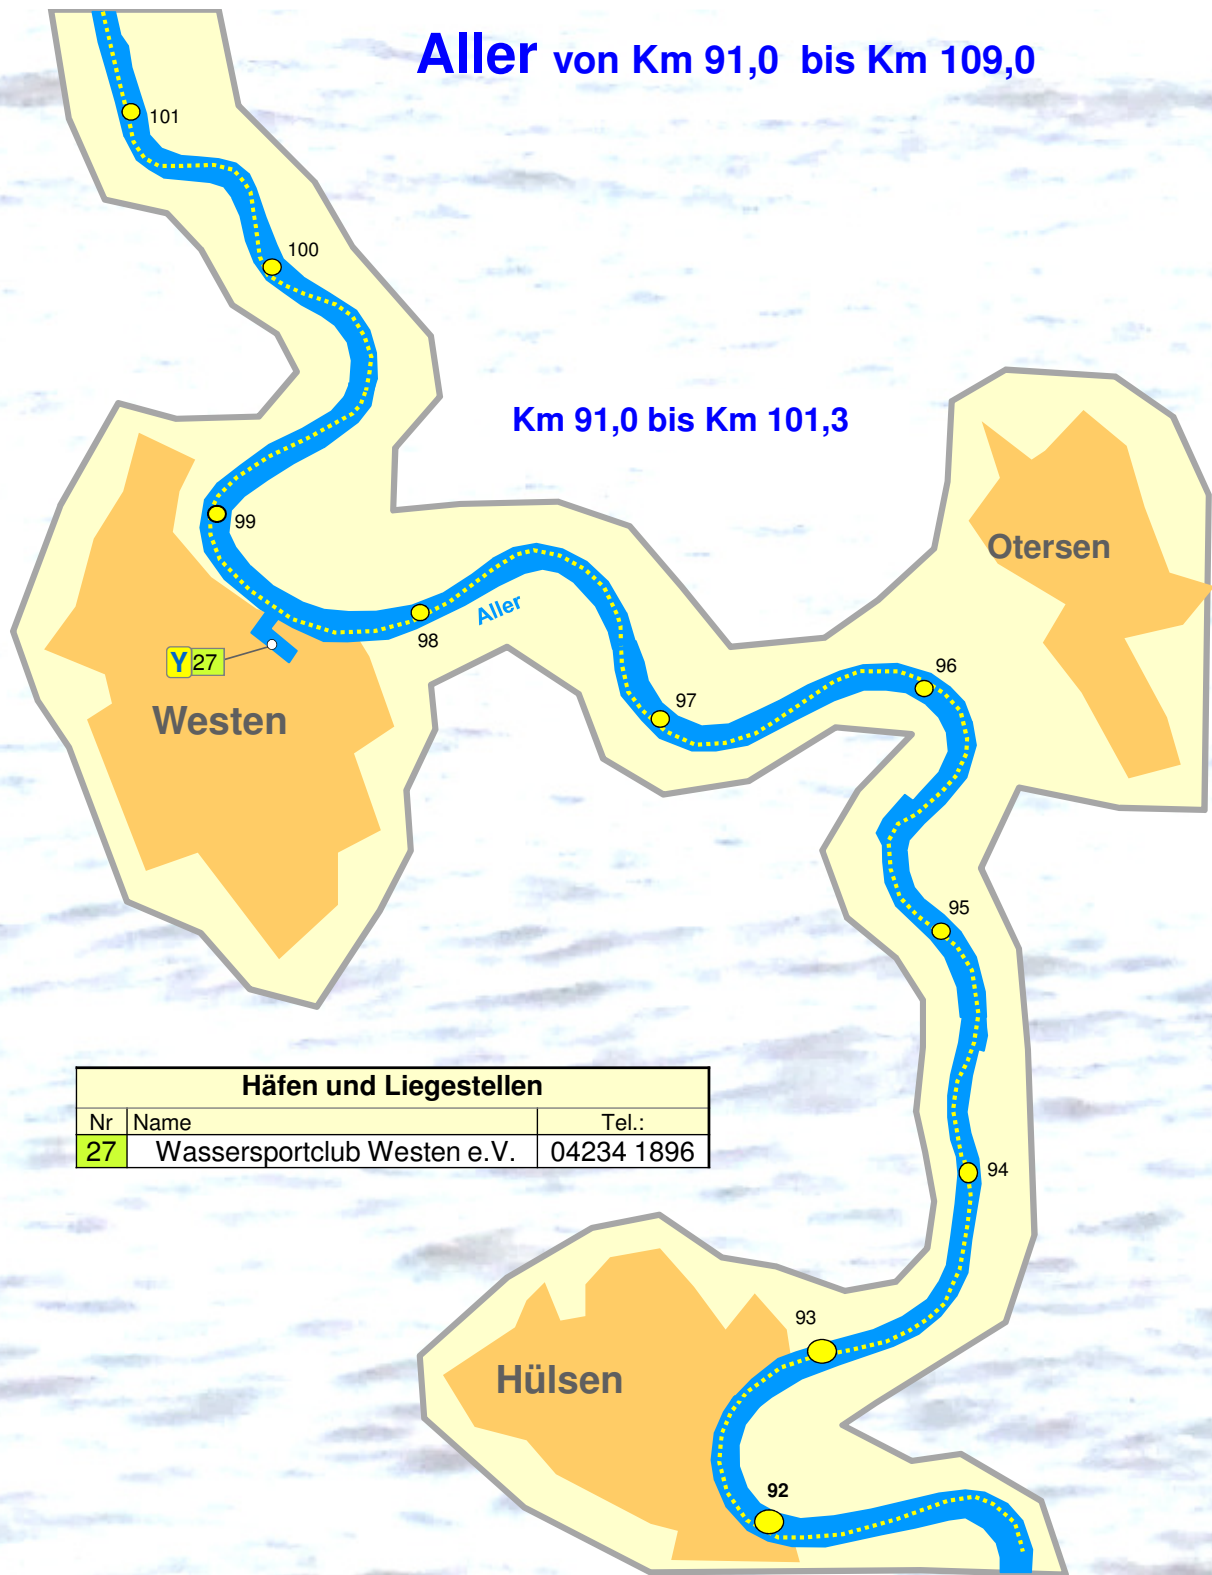 Aller von Km 91,0 bis Km 109,0
101
100
Km 91,0 bis Km 101,3
99
Otersen
Aller
98
Y 27
96
97
Westen
95
Häfen und Liegestellen
Nr Name Tel.:
27 Wassersportclub Westen e.V. 04234 1896
94
93
Hülsen
92